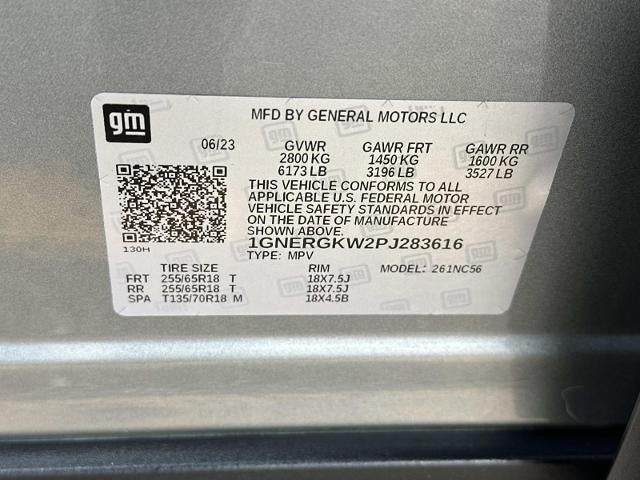 gm
MFD BY GENERAL MOTORS LLC
06/23 GVWR GAWR FRT GAWR RR
2800 KG 1450 KG 1600 KG
6173 LB 3196 LB 3527 LB
THIS VEHICLE CONFORMS TO ALL
APPLICABLE U.S. FEDERAL MOTOR
VEHICLE SAFETY STANDARDS IN EFFECT
ON THE DATE OF MANUFACTURE
SHOWN ABOVE.
130H
1GNERGKW2PJ283616
TYPE: MPV
TIRE SIZE RIM MODEL: 261NC56
FRT 255/65R18 T 18X7.5J
RR 255/65R18 T 18X7.5J
SPA T135/70R18 M 18X4.5B